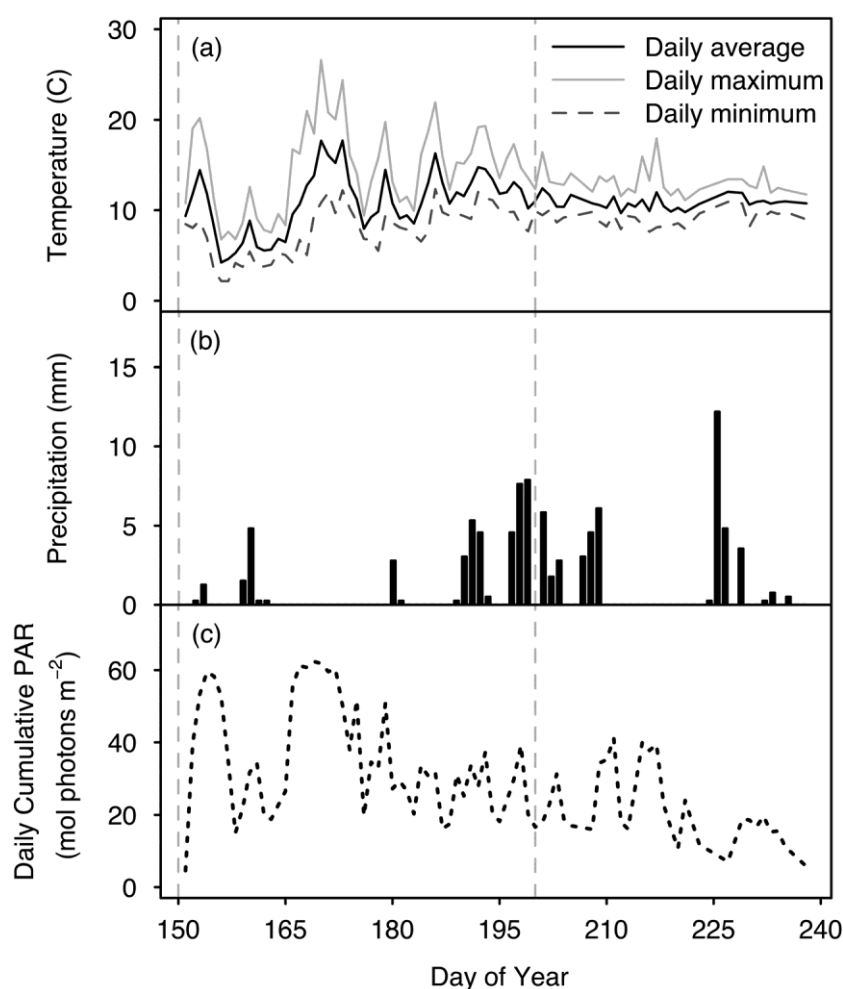 (a)
Daily average
Daily maximum
Daily minimum
Temperature (C)
30
20
10
0
(b)
Precipitation (mm)
15
10
5
0
(c)
Daily Cumulative PAR
(mol photons m⁻²)
60
40
20
0
150 165 180 195 210 225 240
Day of Year